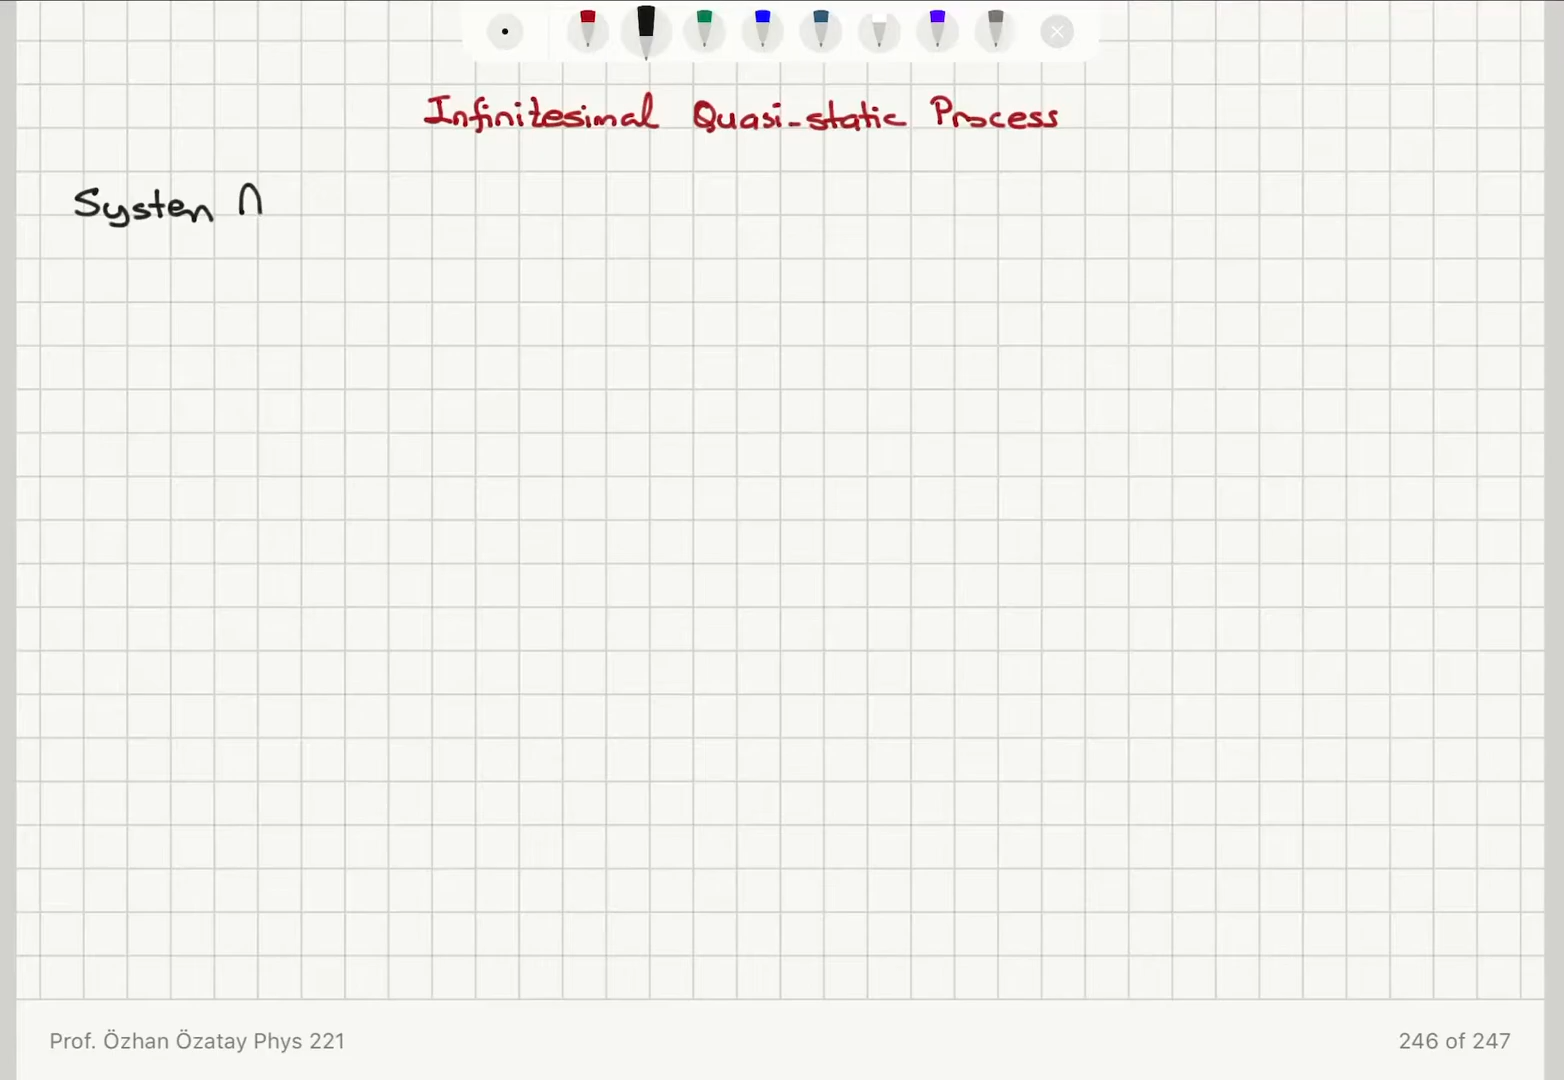 Infinitesimal Quasi-static Process
System
Prof. Özhan Özatay Phys 221
246 of 247